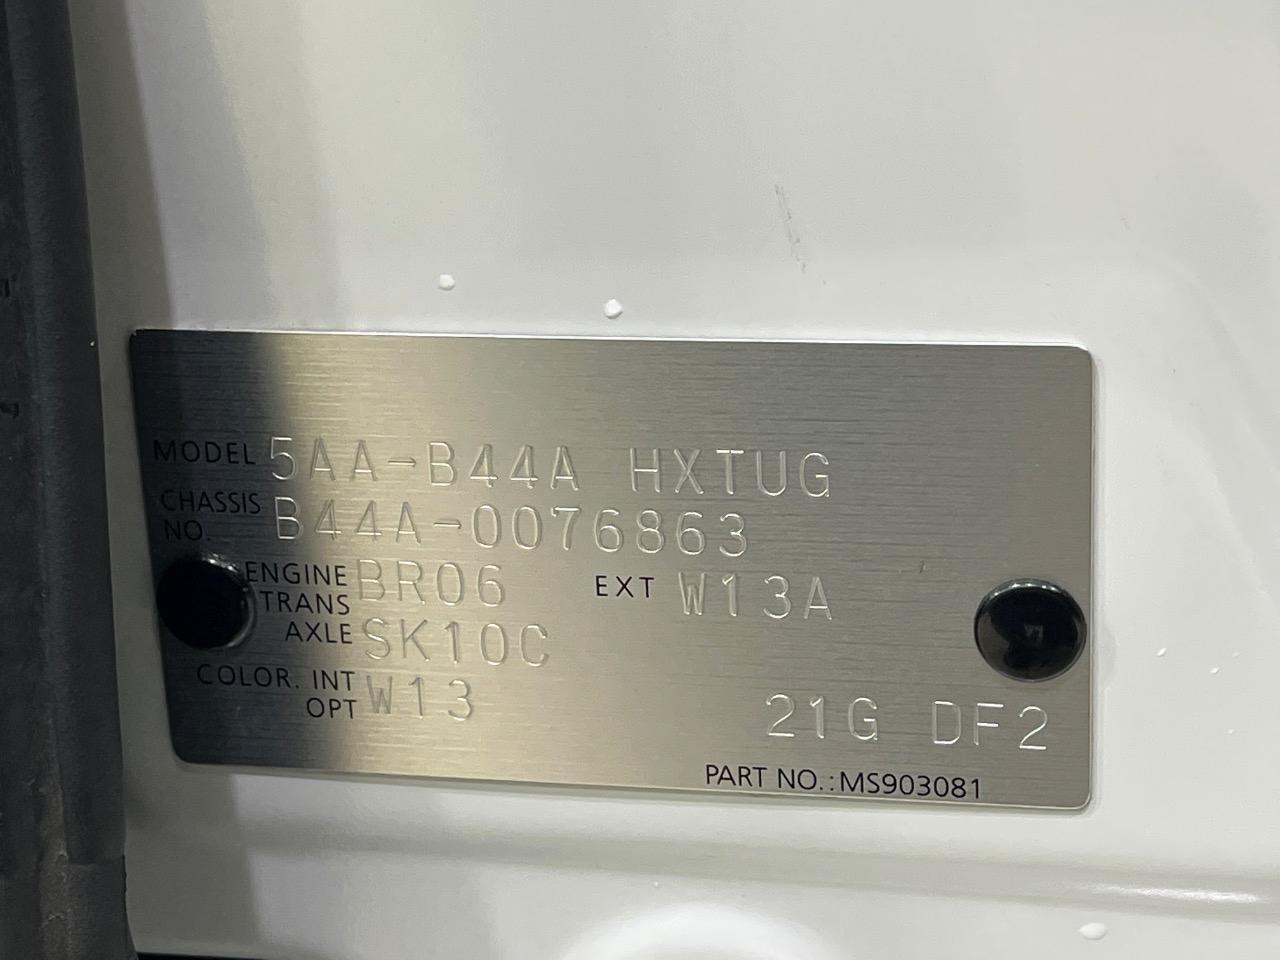 MODEL 5AA-B44A HXTUG
CHASSIS NO. B44A-0076863
ENGINE BR06 EXT W13A
TRANS AXLE SK10C
COLOR. INT W13
OPT 21G DF2
PART NO.:MS903081